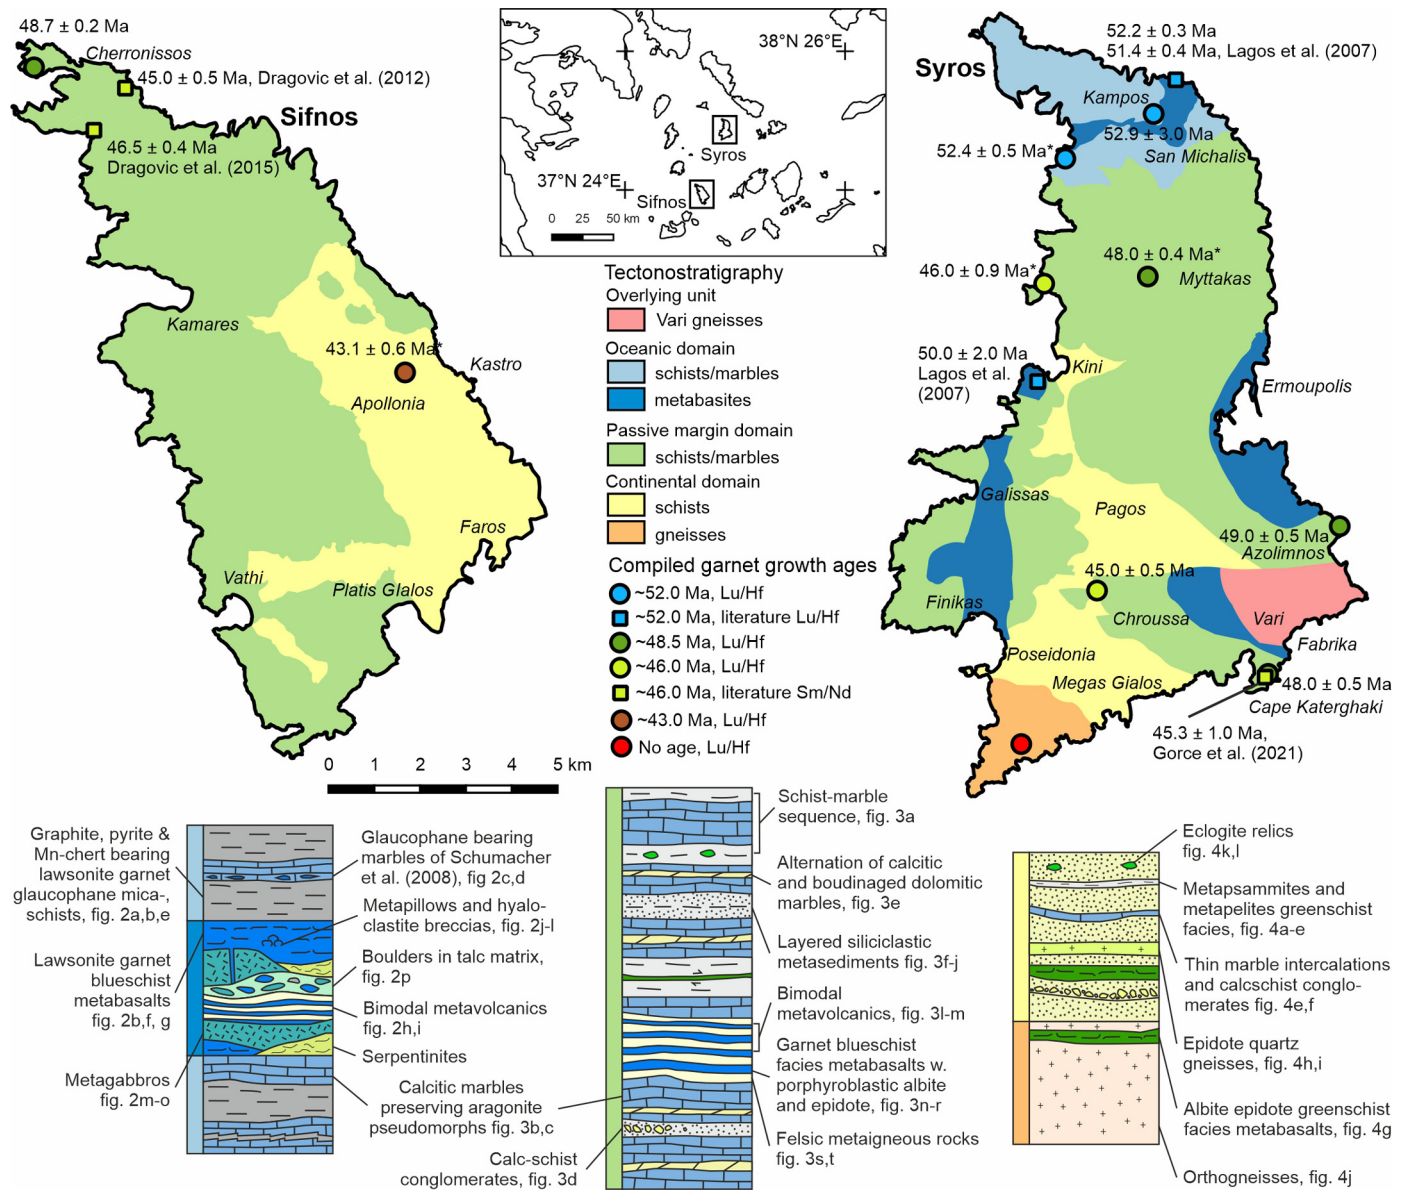 48.7 ± 0.2 Ma
Cherronissos
45.0 ± 0.5 Ma, Dragovic et al. (2012)
Sifnos
46.5 ± 0.4 Ma
Dragovic et al. (2015)
Kamares
43.1 ± 0.6 Ma*
Kastro
Apollonia
Faros
Vathi
Platis GIalos
0 1 2 3 4 5 km
38°N 26°E
Syros
37°N 24°E
Sifnos
0 25 50 km
Tectonostratigraphy
Overlying unit
Vari gneisses
Oceanic domain
schists/marbles
metabasites
Passive margin domain
schists/marbles
Continental domain
schists
gneisses
Compiled garnet growth ages
~52.0 Ma, Lu/Hf
~52.0 Ma, literature Lu/Hf
~48.5 Ma, Lu/Hf
~46.0 Ma, Lu/Hf
~46.0 Ma, literature Sm/Nd
~43.0 Ma, Lu/Hf
No age, Lu/Hf
52.2 ± 0.3 Ma
51.4 ± 0.4 Ma, Lagos et al. (2007)
Syros
Kampos
52.9 ± 3.0 Ma
52.4 ± 0.5 Ma*
San Michalis
48.0 ± 0.4 Ma*
46.0 ± 0.9 Ma*
Myttakas
50.0 ± 2.0 Ma
Lagos et al.
(2007)
Kini
Ermoupolis
Galissas
Pagos
49.0 ± 0.5 Ma
Azolimnos
45.0 ± 0.5 Ma
Finikas
Chroussa
Vari
Fabrika
Poseidonia
Megas Gialos
48.0 ± 0.5 Ma
Cape Katerghaki
45.3 ± 1.0 Ma,
Gorce et al. (2021)
Graphite, pyrite &
Mn-chert bearing
lawsonite garnet
glaucophane mica-,
schists, fig. 2a,b,e
Lawsonite garnet
blueschist
metabasalts
fig. 2b,f, g
Metagabbros
fig. 2m-o
Glaucophane bearing
marbles of Schumacher
et al. (2008), fig 2c,d
Metapillows and hyalo-
clastite breccias, fig. 2j-l
Boulders in talc matrix,
fig. 2p
Bimodal metavolcanics
fig. 2h,i
Serpentinites
Calcitic marbles
preserving aragonite
pseudomorphs fig. 3b,c
Calc-schist
conglomerates, fig. 3d
Schist-marble
sequence, fig. 3a
Alternation of calcitic
and boudinaged dolomitic
marbles, fig. 3e
Layered siliciclastic
metasediments fig. 3f-j
Bimodal
metavolcanics, fig. 3l-m
Garnet blueschist
facies metabasalts w.
porphyroblastic albite
and epidote, fig. 3n-r
Felsic metaigneous rocks
fig. 3s,t
Eclogite relics
fig. 4k,l
Metapsammites and
metapelites greenschist
facies, fig. 4a-e
Thin marble intercalations
and calcschist conglo-
merates fig. 4e,f
Epidote quartz
gneisses, fig. 4h,i
Albite epidote greenschist
facies metabasalts, fig. 4g
Orthogneisses, fig. 4j